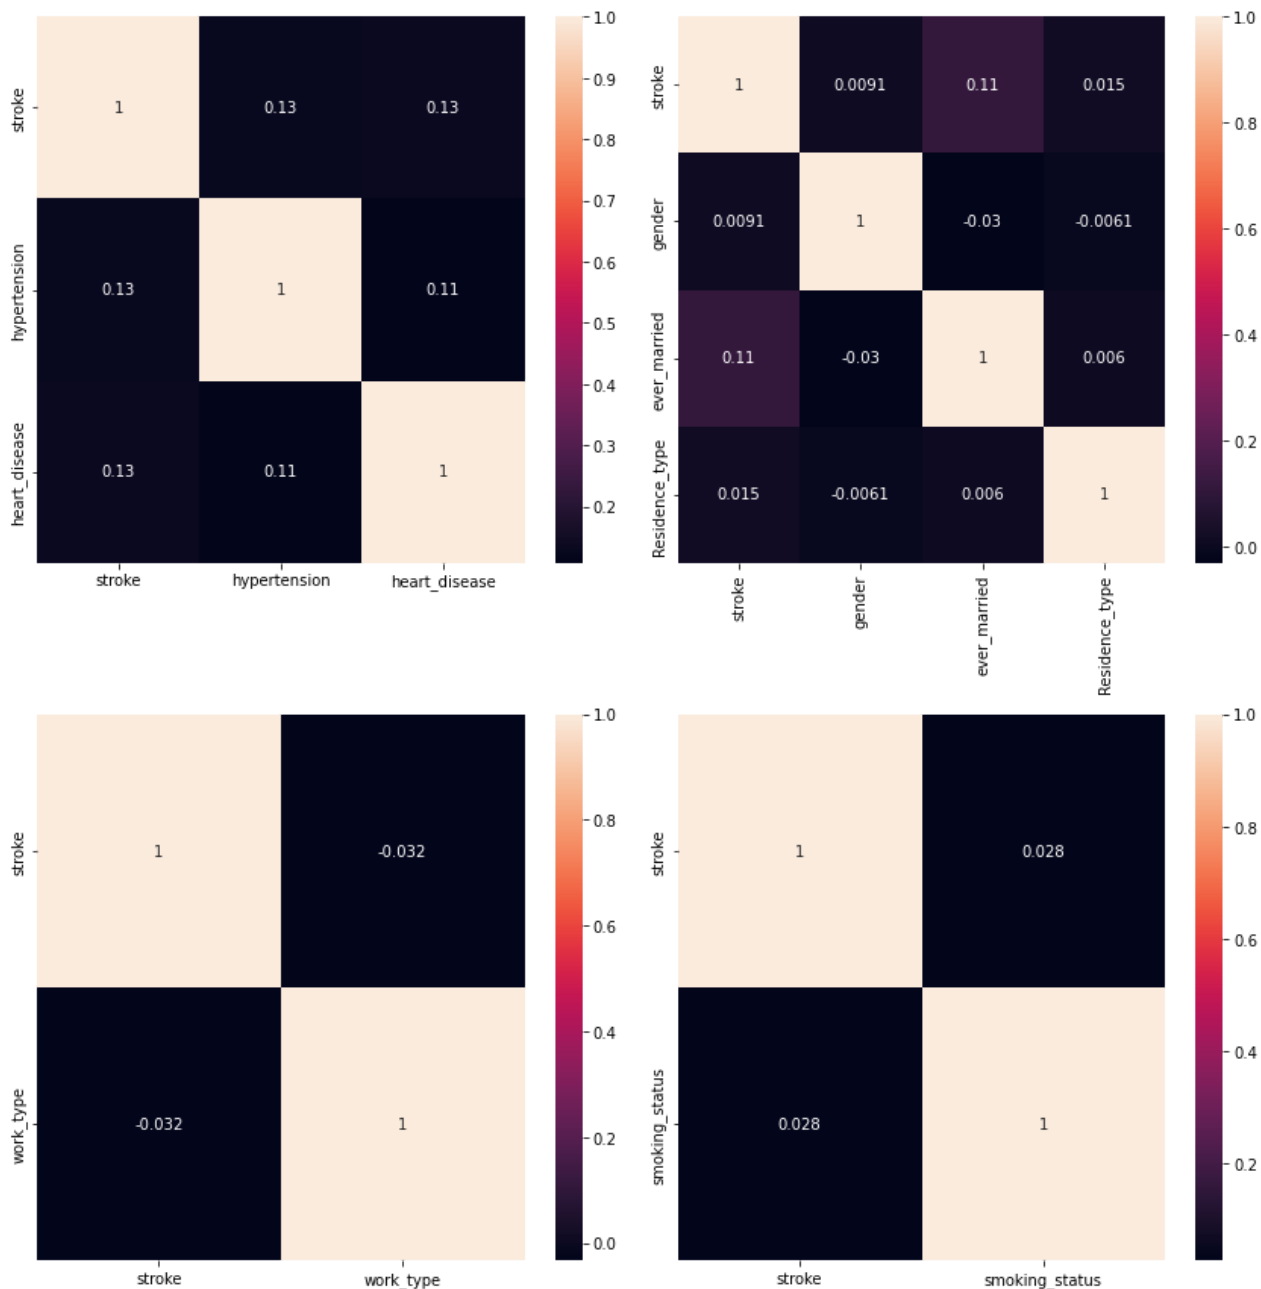 1.0
0.9
0.8
0.7
0.6
0.5
0.4
0.3
0.2
stroke
hypertension
heart_disease
1 0.13 0.13
0.13 1 0.11
0.13 0.11 1
stroke hypertension heart_disease
1.0
0.8
0.6
0.4
0.2
0.0
stroke
gender
ever_married
Residence_type
1 0.0091 0.11 0.015
0.0091 1 -0.03 -0.0061
0.11 -0.03 1 0.006
0.015 -0.0061 0.006 1
stroke
gender
ever_married
Residence_type
1.0
0.8
0.6
0.4
0.2
0.0
stroke
work_type
1 -0.032
-0.032 1
stroke work_type
1.0
0.8
0.6
0.4
0.2
stroke
smoking_status
1 0.028
0.028 1
stroke smoking_status